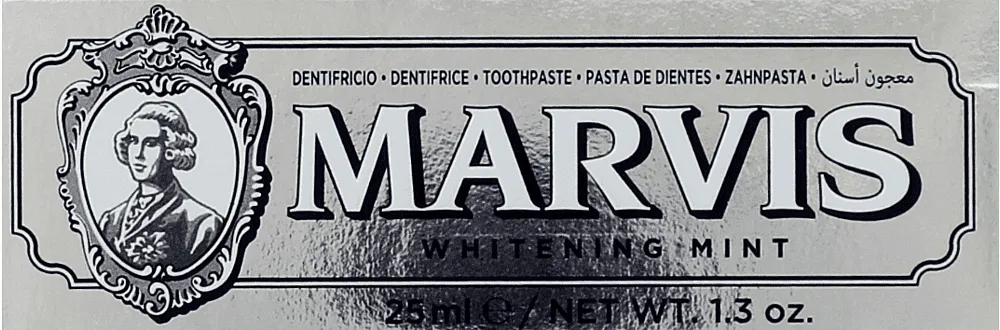 DENTIFRICIO • DENTIFRICE • TOOTHPASTE • PASTA DE DIENTES • ZAHNPASTA • معجون أسنان
MARVIS
WHITENING MINT
25 ml ℮ / NET WT. 1.3 oz.